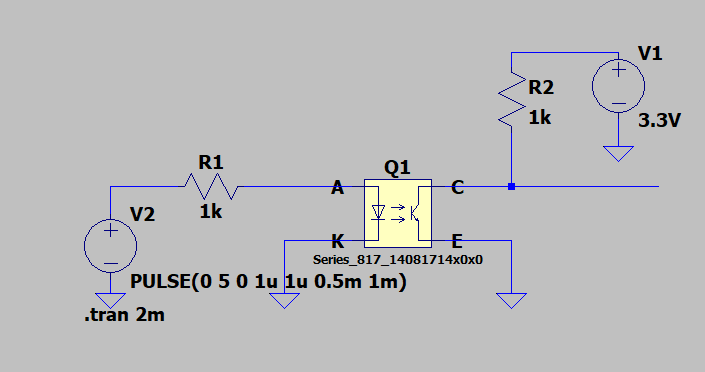 V1
R2
1k
3.3V
R1
1k
Q1
A
C
V2
K
E
Series_817_14081714x0x0
PULSE(0 5 0 1u 1u 0.5m 1m)
.tran 2m